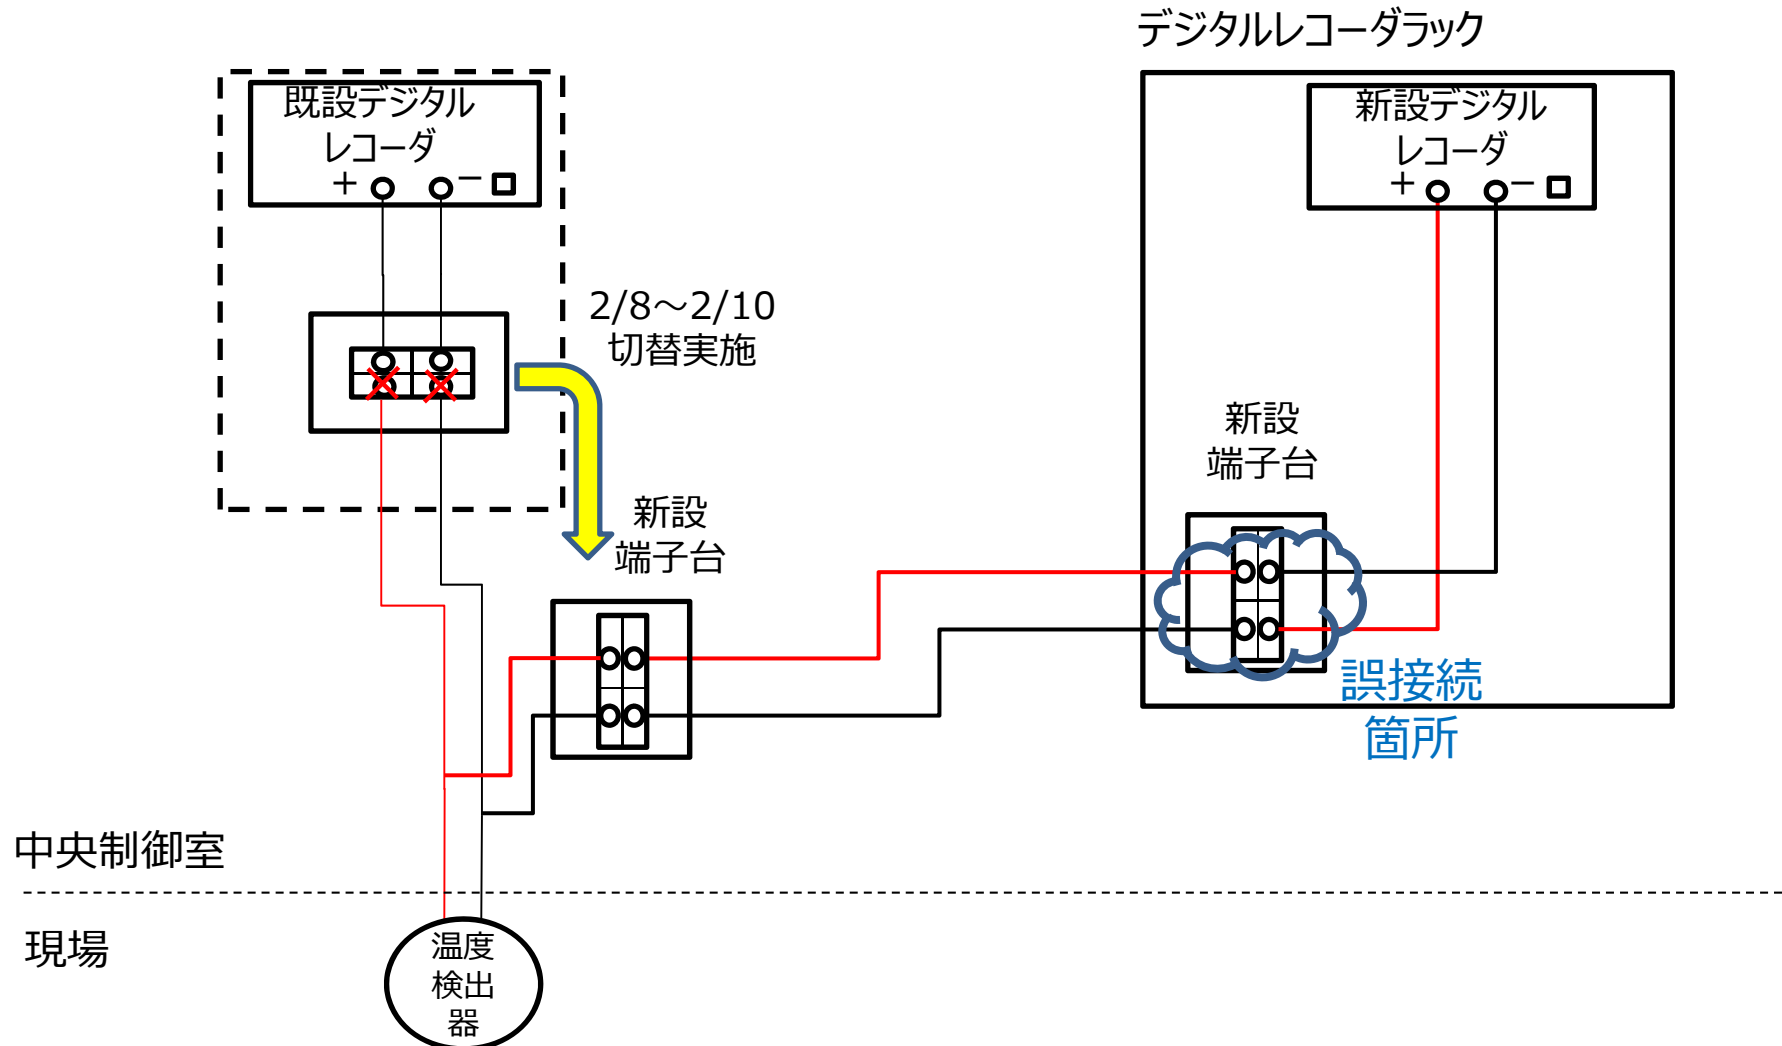 デジタルレコーダラック
既設デジタル
レコーダ
+ −
新設デジタル
レコーダ
+ −
2/8～2/10
切替実施
新設
端子台
新設
端子台
誤接続
箇所
中央制御室
現場
温度
検出
器